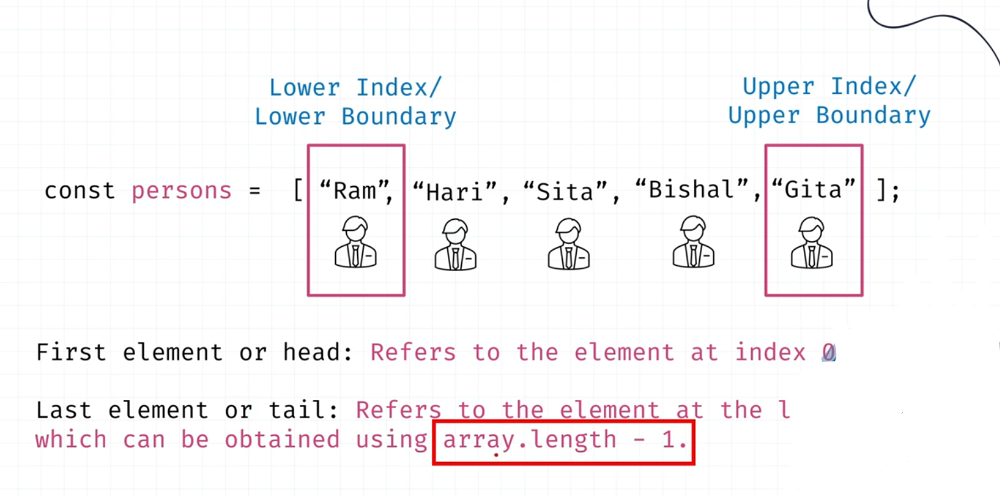 Lower Index/
Lower Boundary
Upper Index/
Upper Boundary
const persons = [ “Ram”, “Hari”, “Sita”, “Bishal”, “Gita” ];
First element or head: Refers to the element at index 0
Last element or tail: Refers to the element at the l
which can be obtained using array.length - 1.